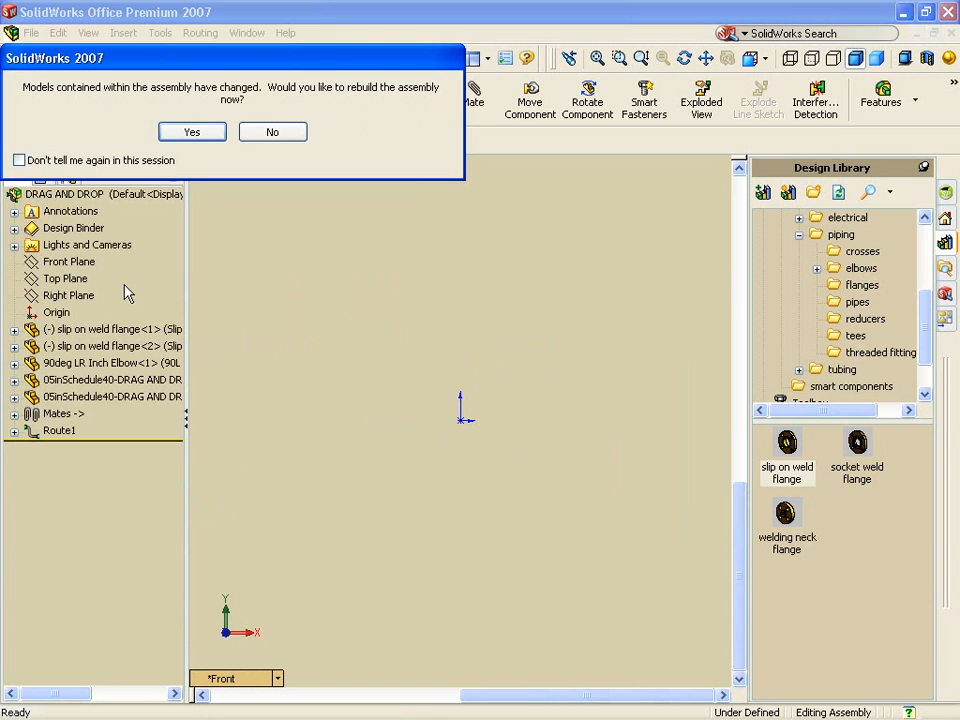 SolidWorks Office Premium 2007
File Edit View Insert Tools Routing Window Help
SolidWorks Search
SolidWorks 2007
Models contained within the assembly have changed. Would you like to rebuild the assembly
now?
Yes No
Don't tell me again in this session
Mate
Move
Component
Rotate
Component
Smart
Fasteners
Exploded
View
Explode
Line Sketch
Interfer...
Detection
Features
DRAG AND DROP (Default<Display
Annotations
Design Binder
Lights and Cameras
Front Plane
Top Plane
Right Plane
Origin
(-) slip on weld flange<1> (Slip
(-) slip on weld flange<2> (Slip
90deg LR Inch Elbow<1> (90L
05inSchedule40-DRAG AND DR
05inSchedule40-DRAG AND DR
Mates ->
Route1
Y
X
*Front
Design Library
electrical
piping
crosses
elbows
flanges
pipes
reducers
tees
threaded fitting
tubing
smart components
Toolbox
slip on weld
flange
socket weld
flange
welding neck
flange
Ready
Under Defined
Editing Assembly